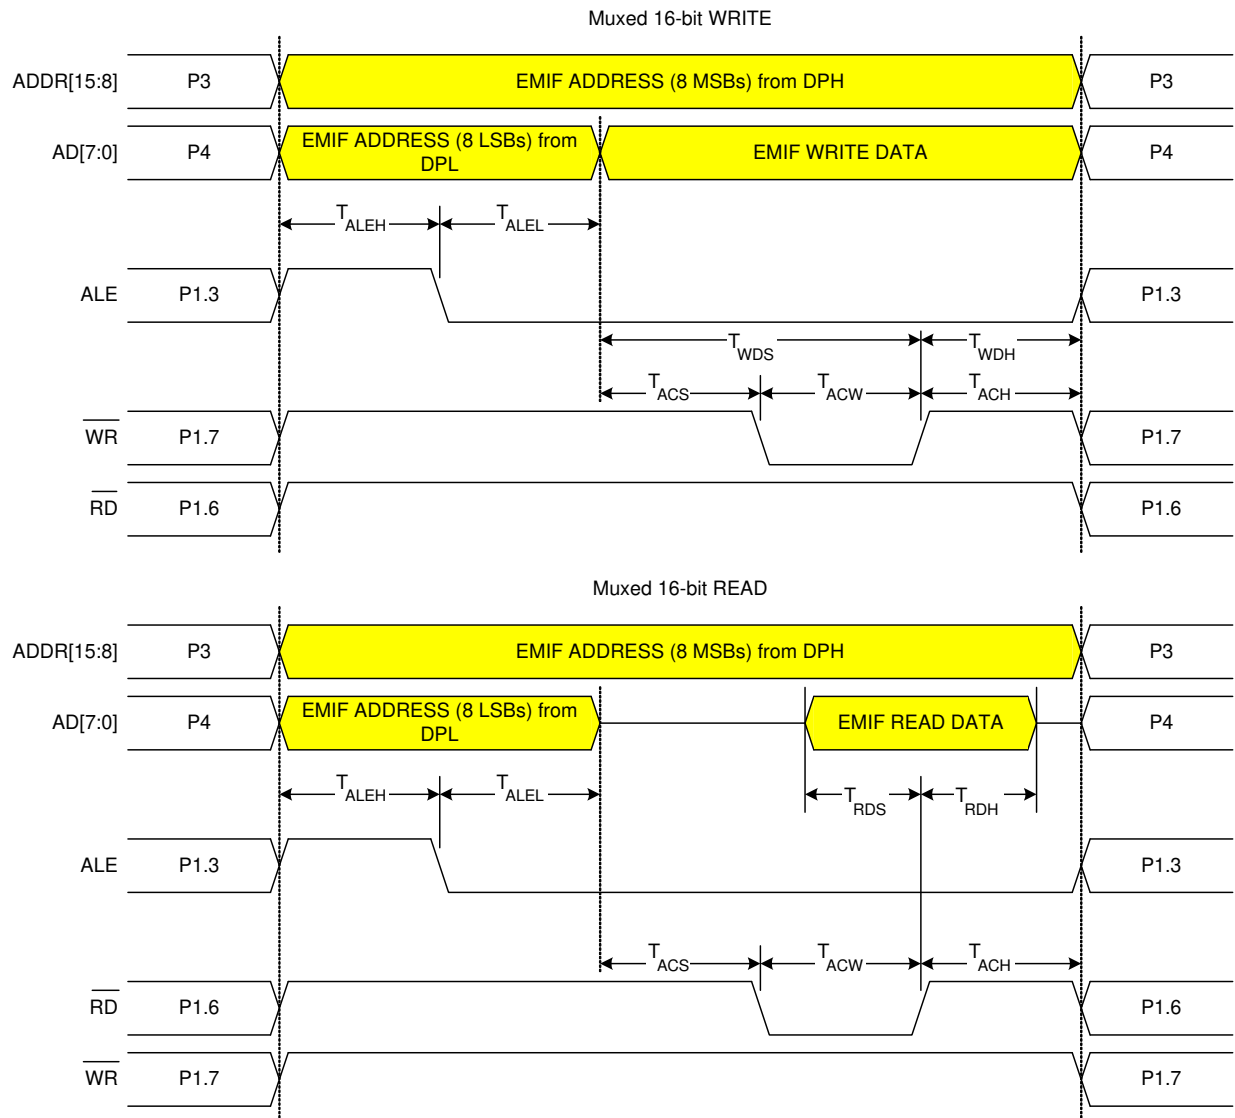 Muxed 16-bit WRITE
ADDR[15:8] P3 EMIF ADDRESS (8 MSBs) from DPH P3
AD[7:0] P4 EMIF ADDRESS (8 LSBs) from DPL EMIF WRITE DATA P4
TALEH TALEL
ALE P1.3 P1.3
TWDS TWDH
TACS TACW TACH
WR P1.7 P1.7
RD P1.6 P1.6
Muxed 16-bit READ
ADDR[15:8] P3 EMIF ADDRESS (8 MSBs) from DPH P3
AD[7:0] P4 EMIF ADDRESS (8 LSBs) from DPL EMIF READ DATA P4
TALEH TALEL TRDS TRDH
ALE P1.3 P1.3
TACS TACW TACH
RD P1.6 P1.6
WR P1.7 P1.7